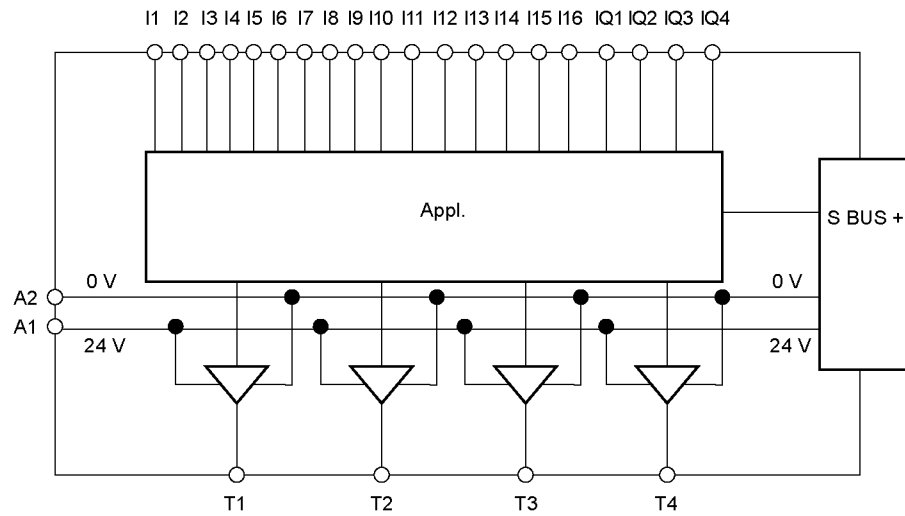 I1 I2 I3 I4 I5 I6 I7 I8 I9 I10 I11 I12 I13 I14 I15 I16 IQ1 IQ2 IQ3 IQ4
Appl.
S BUS +
A2 0 V 0 V
A1
24 V 24 V
T1 T2 T3 T4